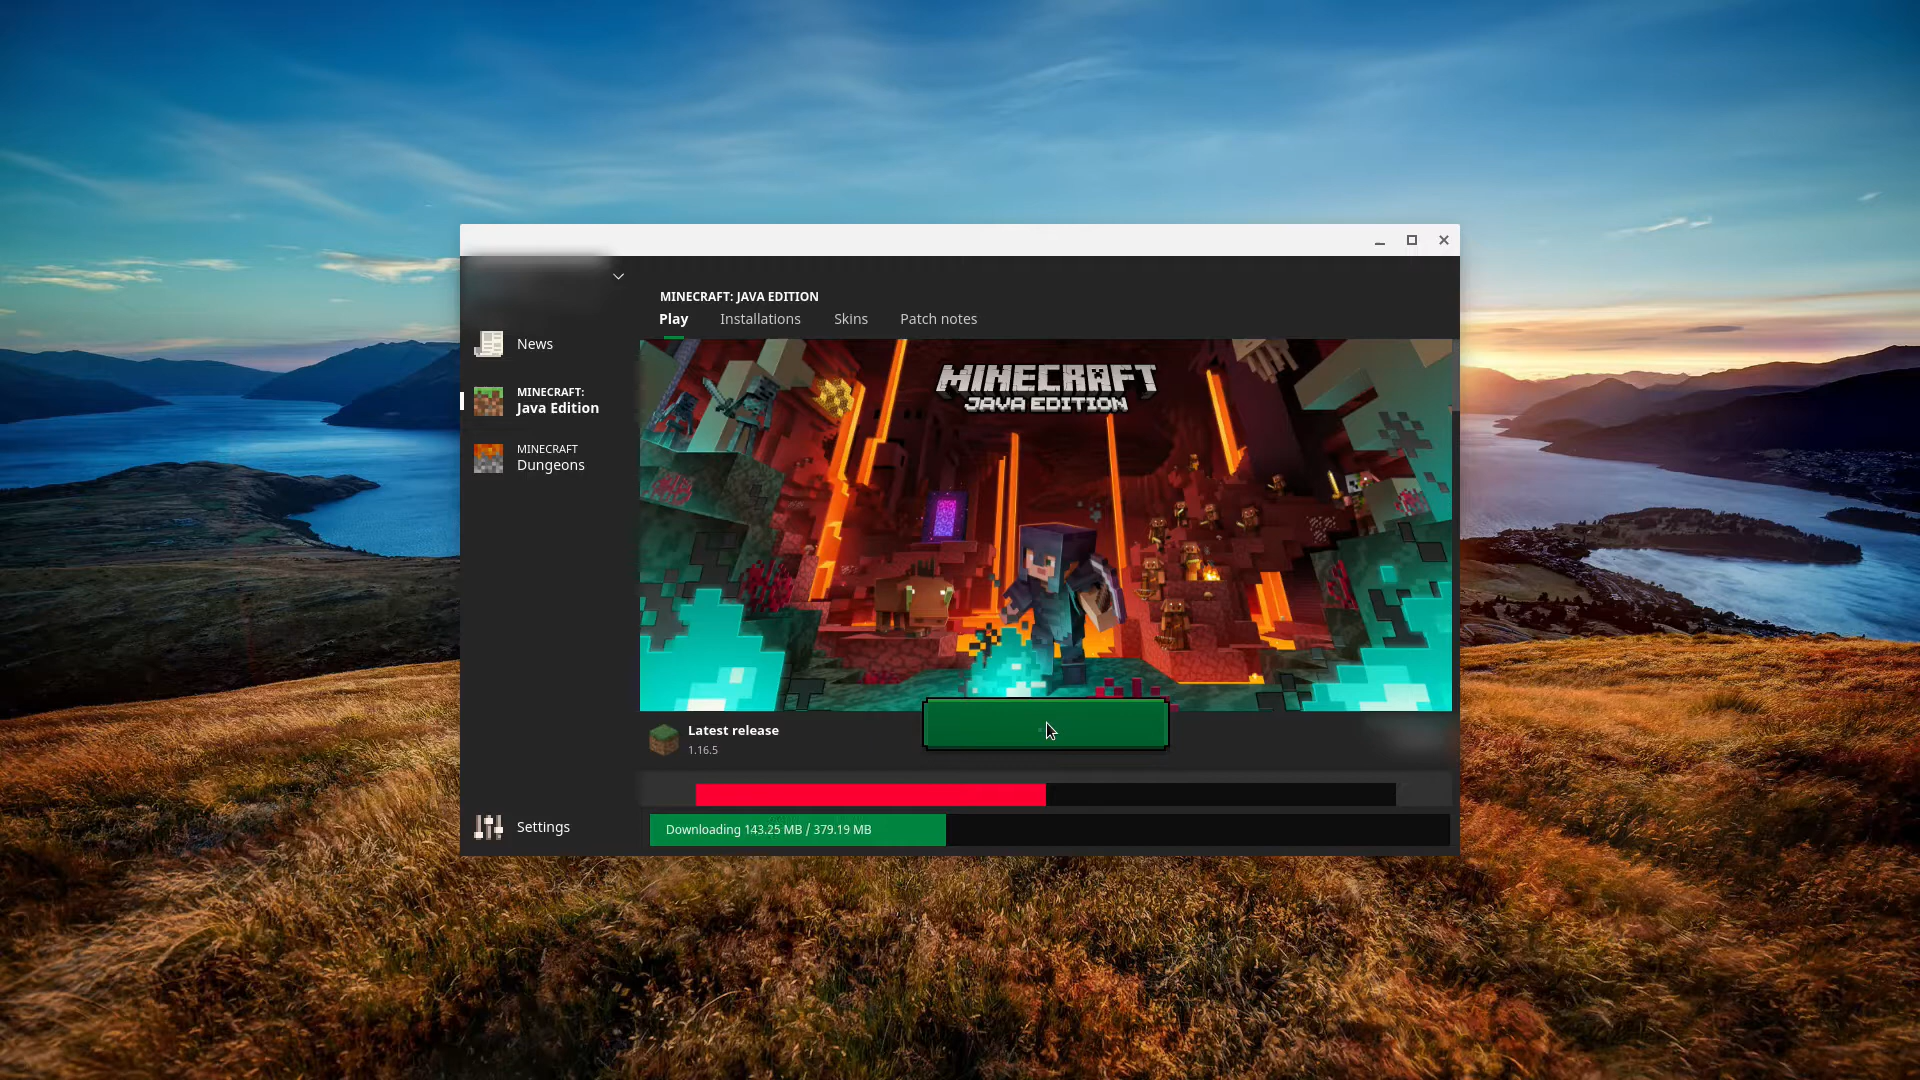 MINECRAFT: JAVA EDITION
Play Installations Skins Patch notes
News
MINECRAFT:
Java Edition
MINECRAFT
Dungeons
MINECRAFT
JAVA EDITION
Latest release
1.16.5
Settings
Downloading 143.25 MB / 379.19 MB